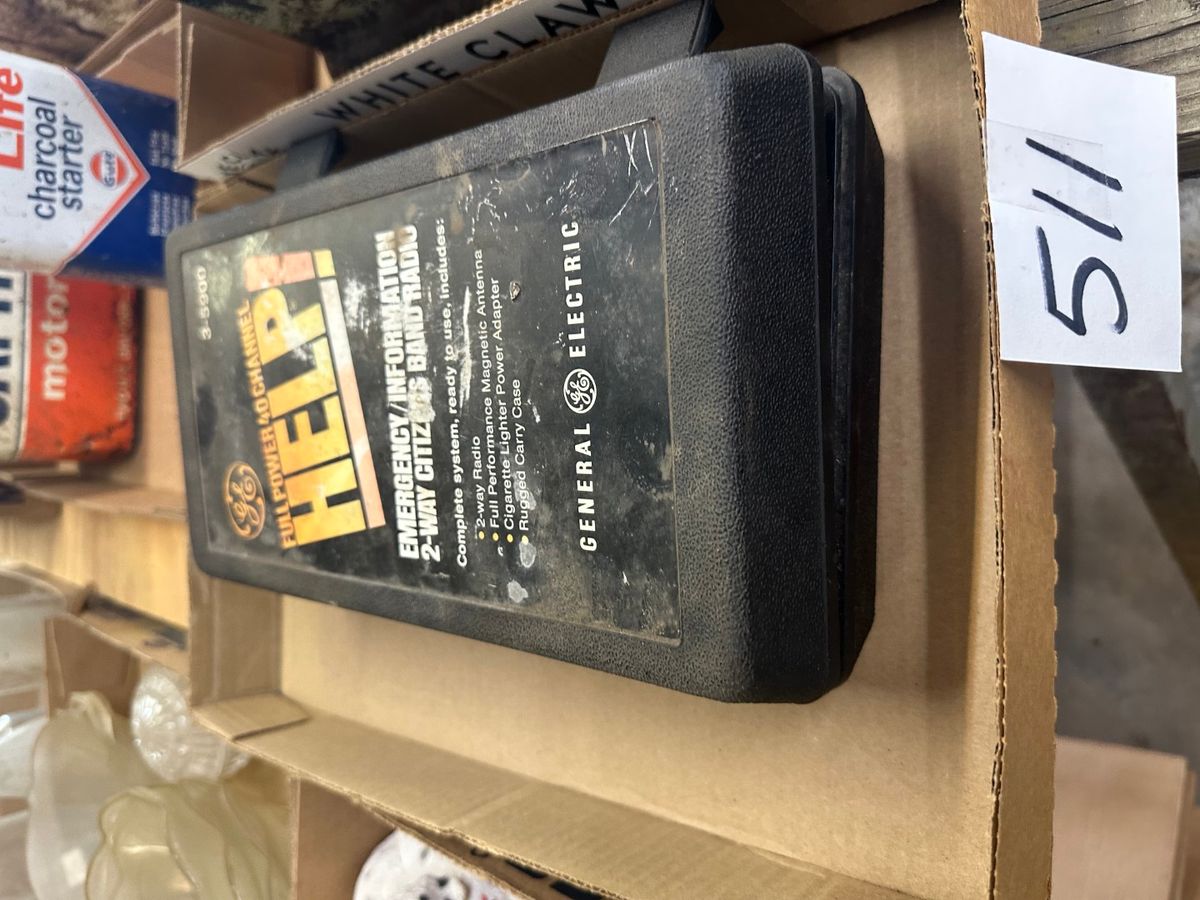 3-5900
GE
FULL POWER 40 CHANNEL
HELP!
EMERGENCY/INFORMATION
2-WAY CITIZENS BAND RADIO
Complete system, ready to use, includes:
• 2-way Radio
• Full Performance Magnetic Antenna
• Cigarette Lighter Power Adapter
• Rugged Carry Case
GENERAL GE ELECTRIC
511
WHITE CLAW
Life
charcoal
starter
Gulf
motor